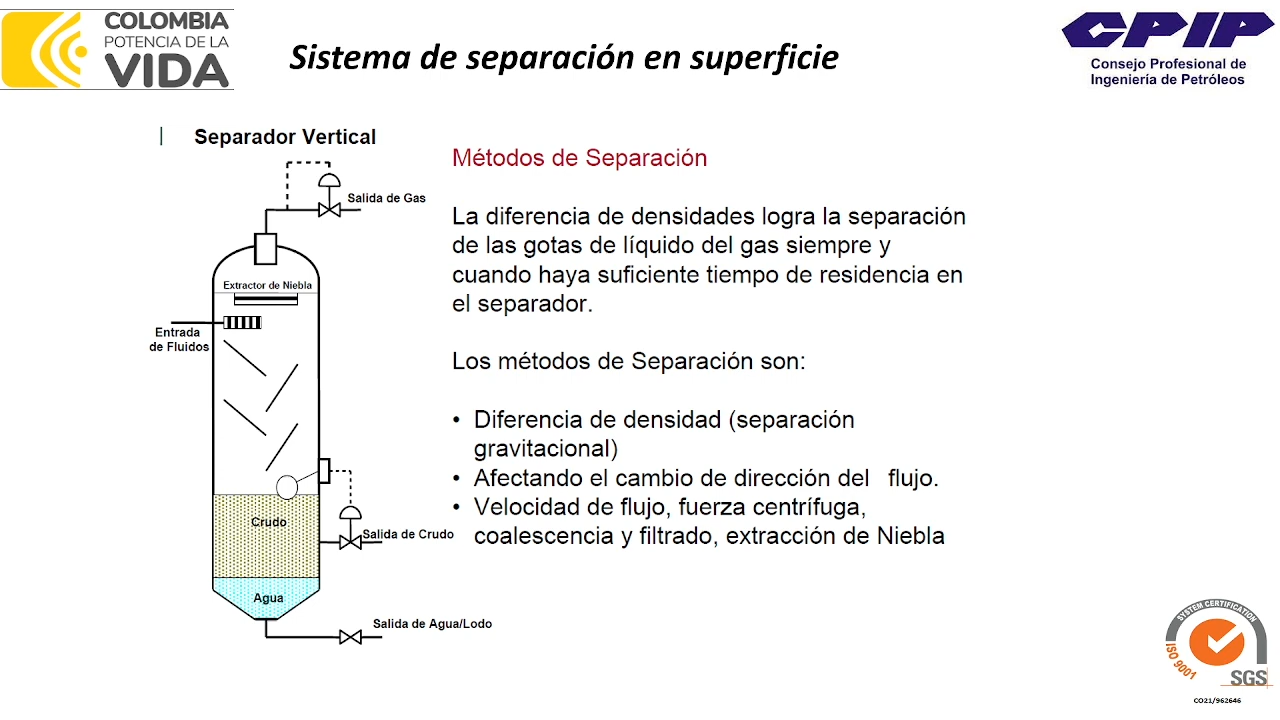 COLOMBIA
POTENCIA DE LA
VIDA
Sistema de separación en superficie
CPIP
Consejo Profesional de
Ingeniería de Petróleos
Separador Vertical
Salida de Gas
Extractor de Niebla
Entrada
de Fluidos
Crudo
Salida de Crudo
Agua
Salida de Agua/Lodo
Métodos de Separación
La diferencia de densidades logra la separación
de las gotas de líquido del gas siempre y
cuando haya suficiente tiempo de residencia en
el separador.
Los métodos de Separación son:
• Diferencia de densidad (separación
gravitacional)
• Afectando el cambio de dirección del flujo.
• Velocidad de flujo, fuerza centrífuga,
coalescencia y filtrado, extracción de Niebla
SYSTEM CERTIFICATION
ISO 9001
SGS
CO21/962646